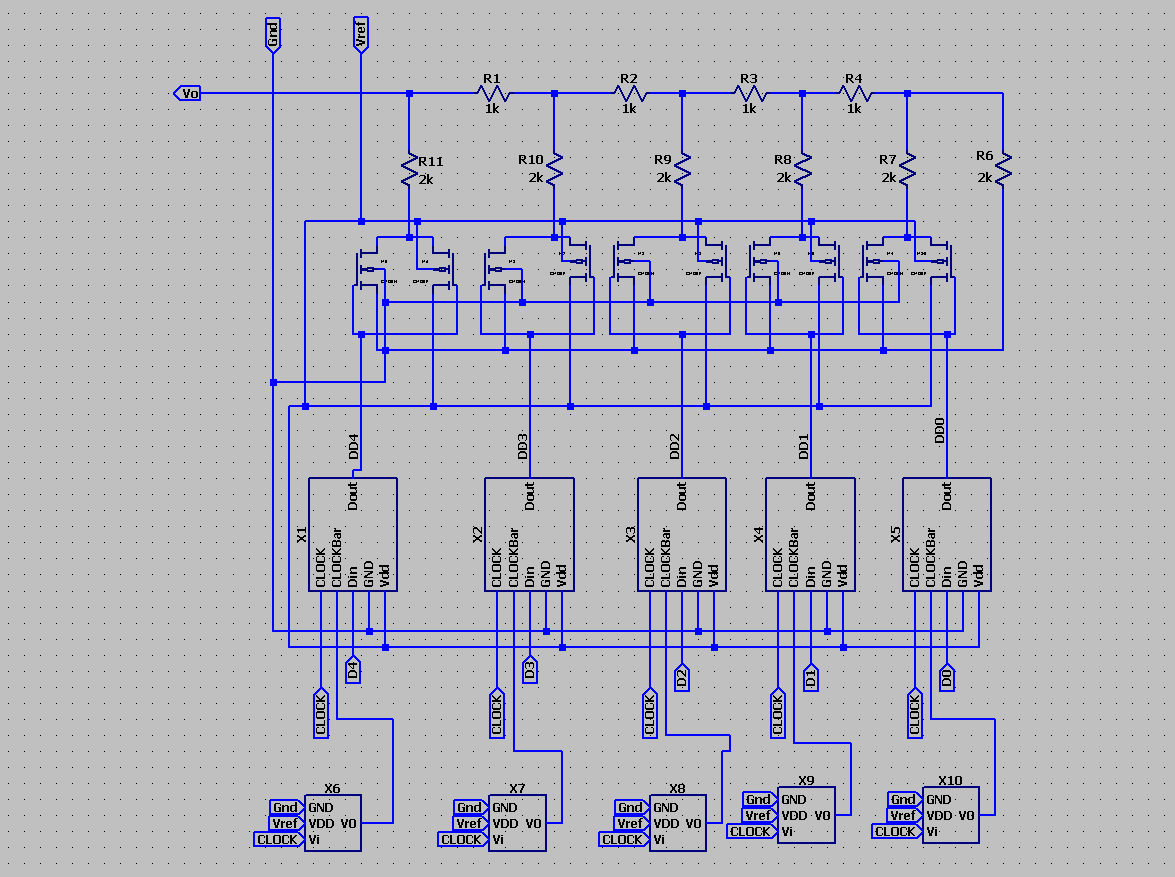 Gnd
Vref
Vo
R1
1k
R2
1k
R3
1k
R4
1k
R11
2k
R10
2k
R9
2k
R8
2k
R7
2k
R6
2k
DD4
DD3
DD2
DD1
DD0
X1
Dout
CLOCK
CLOCKBar
Din
GND
Vdd
X2
Dout
CLOCK
CLOCKBar
Din
GND
Vdd
X3
Dout
CLOCK
CLOCKBar
Din
GND
Vdd
X4
Dout
CLOCK
CLOCKBar
Din
GND
Vdd
X5
Dout
CLOCK
CLOCKBar
Din
GND
Vdd
D4
D3
D2
D1
D0
CLOCK
CLOCK
CLOCK
CLOCK
CLOCK
X6
Gnd GND
Vref VDD VO
CLOCK Vi
X7
Gnd GND
Vref VDD VO
CLOCK Vi
X8
Gnd GND
Vref VDD VO
CLOCK Vi
X9
Gnd GND
Vref VDD VO
CLOCK Vi
X10
Gnd GND
Vref VDD VO
CLOCK Vi